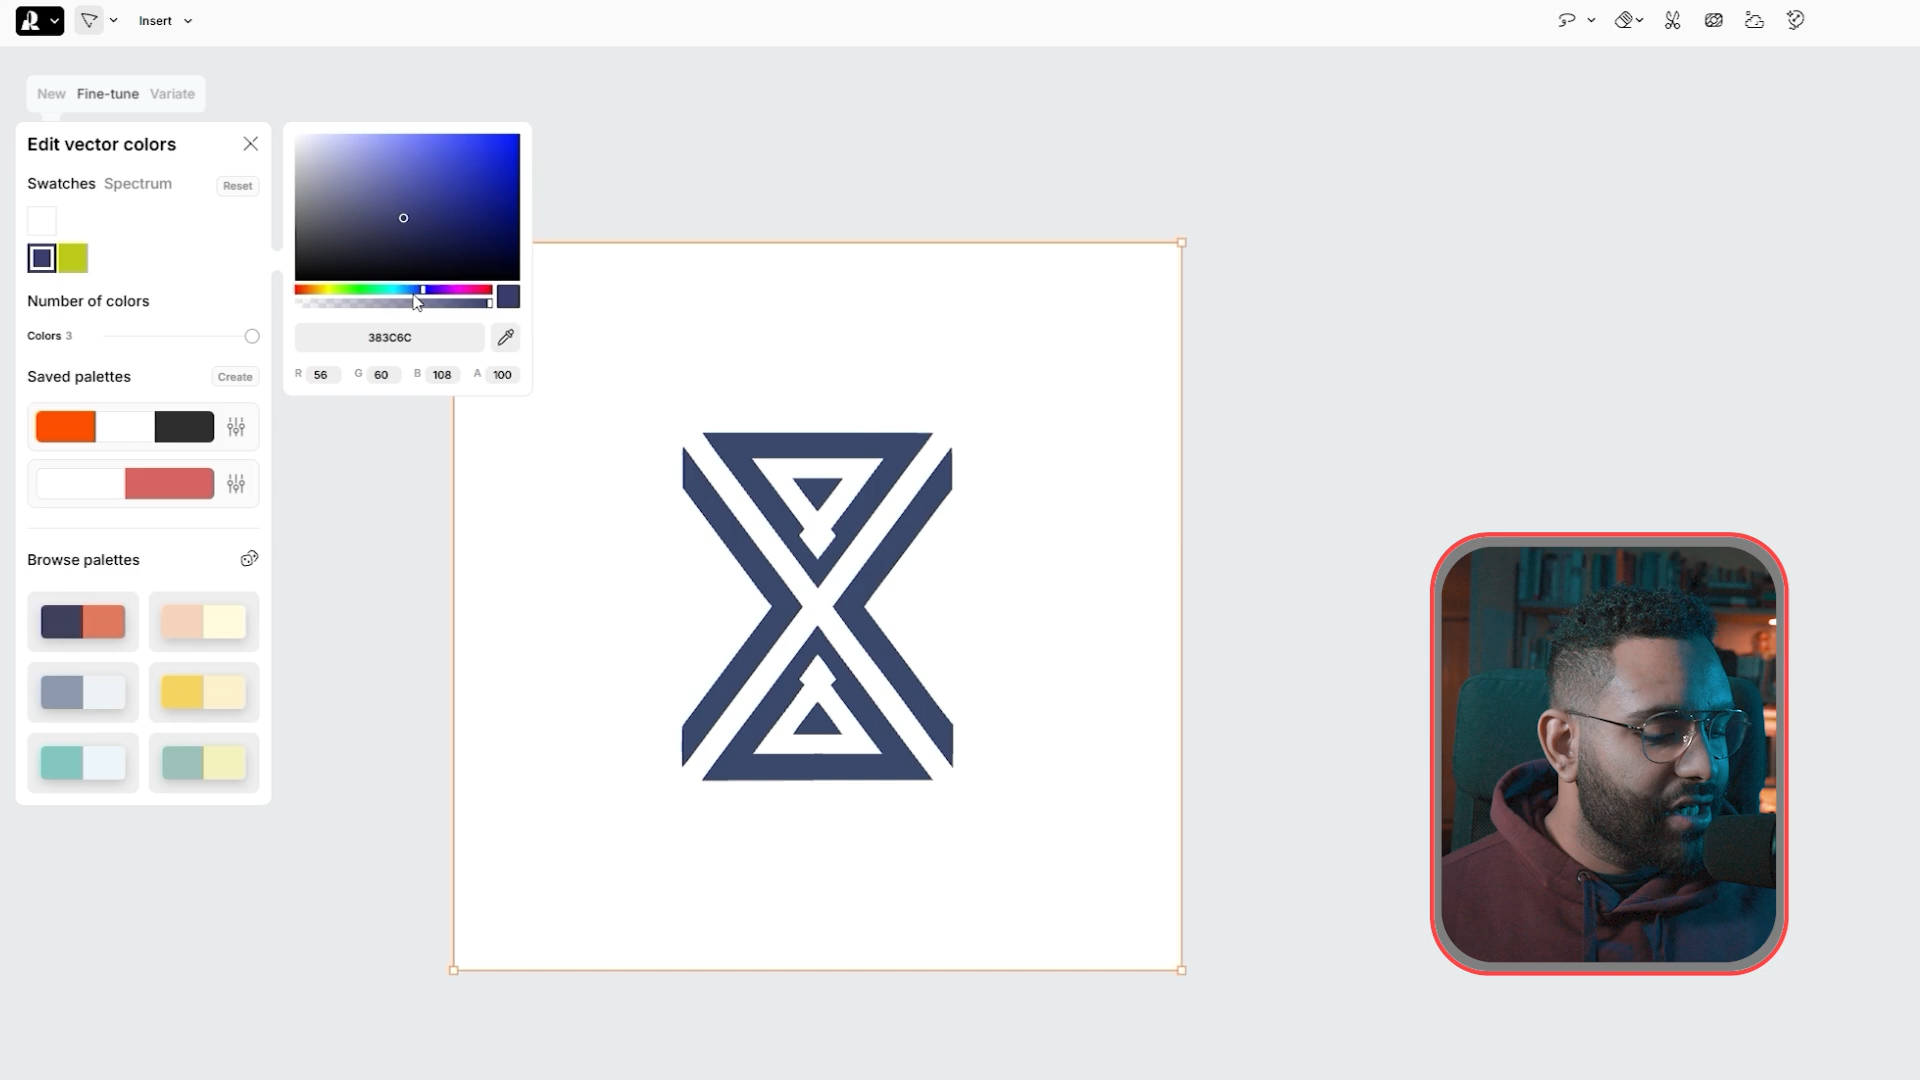 Insert
New Fine-tune Variate
Edit vector colors
Swatches Spectrum Reset
Number of colors
Colors 3
Saved palettes Create
Browse palettes
383C6C
R 56 G 60 B 108 A 100